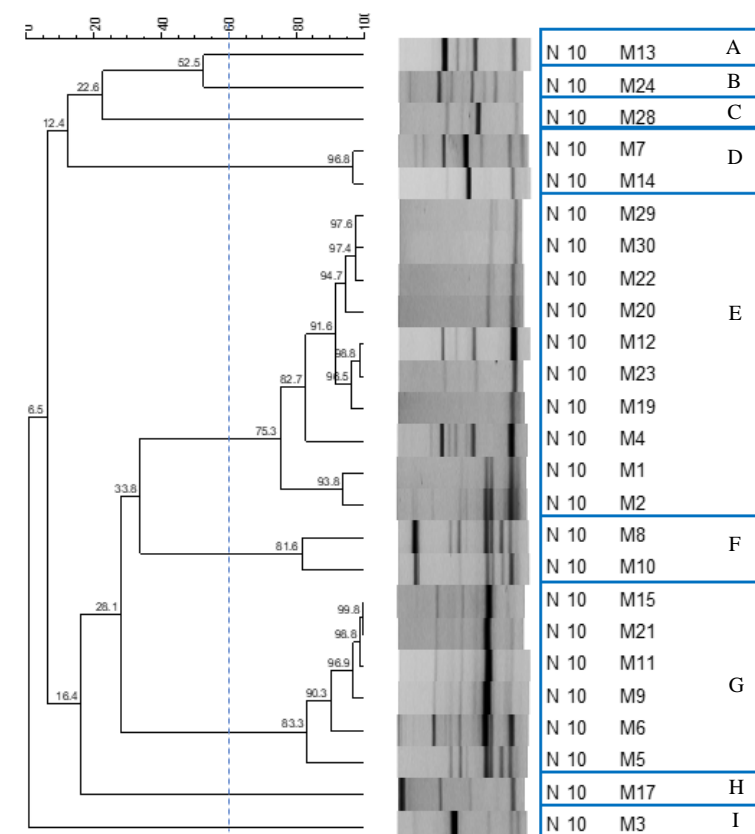 0 20 40 60 80 100
N 10 M13 A
52.5
N 10 M24 B
22.6
N 10 M28 C
12.4
N 10 M7 D
96.8
N 10 M14
N 10 M29
97.6
N 10 M30
97.4
94.7
N 10 M22
N 10 M20 E
91.6
N 10 M12
98.8
N 10 M23
82.7 96.5
N 10 M19
6.5
75.3
N 10 M4
N 10 M1
93.8
33.8
N 10 M2
N 10 M8 F
81.6
N 10 M10
N 10 M15
99.8
28.1
N 10 M21
98.8
N 10 M11
96.9
G
16.4 90.3
N 10 M9
83.3
N 10 M6
N 10 M5
N 10 M17 H
N 10 M3 I